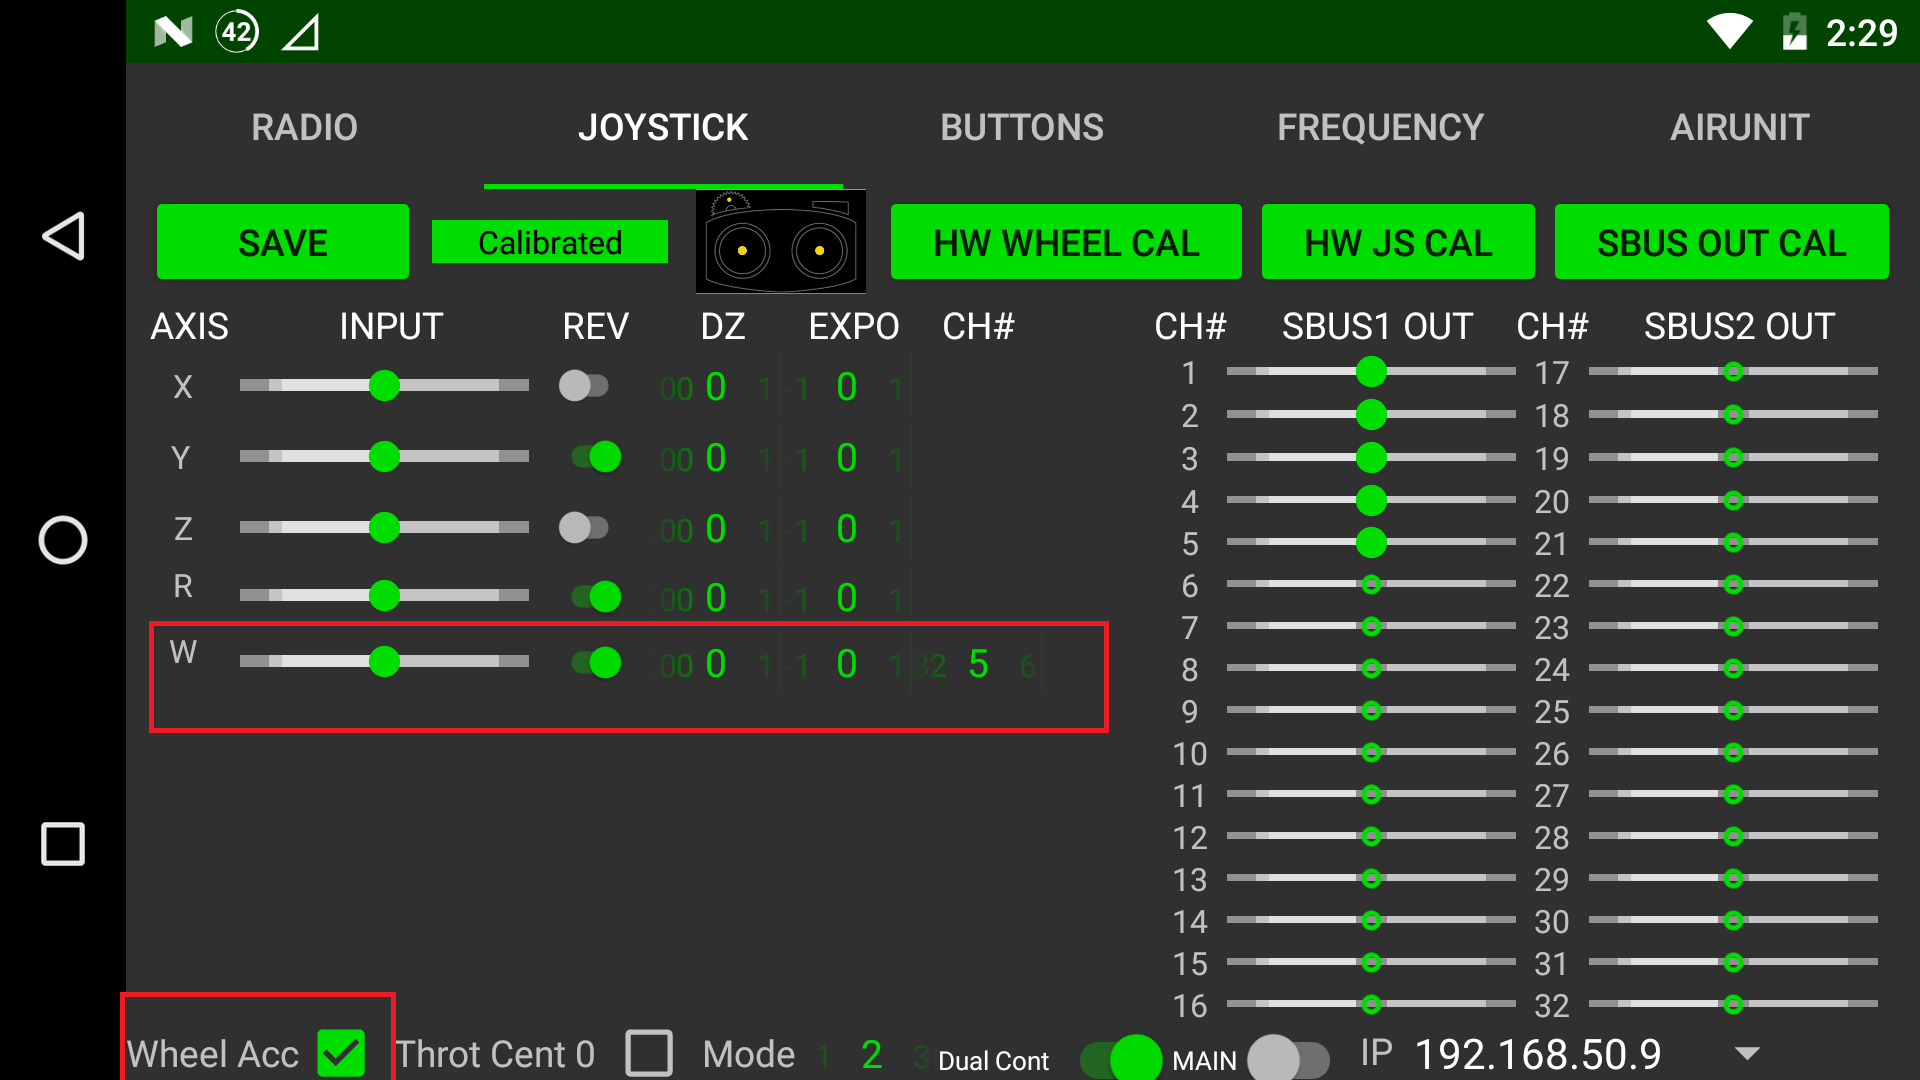 42 2:29
RADIO JOYSTICK BUTTONS FREQUENCY AIRUNIT
SAVE Calibrated HW WHEEL CAL HW JS CAL SBUS OUT CAL
AXIS INPUT REV DZ EXPO CH# CH# SBUS1 OUT CH# SBUS2 OUT
X 00 0 1 -1 0 1
Y 00 0 1 -1 0 1
Z 00 0 1 -1 0 1
R 00 0 1 -1 0 1
W 00 0 1 -1 0 1 32 5 6
1 17
2 18
3 19
4 20
5 21
6 22
7 23
8 24
9 25
10 26
11 27
12 28
13 29
14 30
15 31
16 32
Wheel Acc Throt Cent 0 Mode 1 2 3 Dual Cont MAIN IP 192.168.50.9